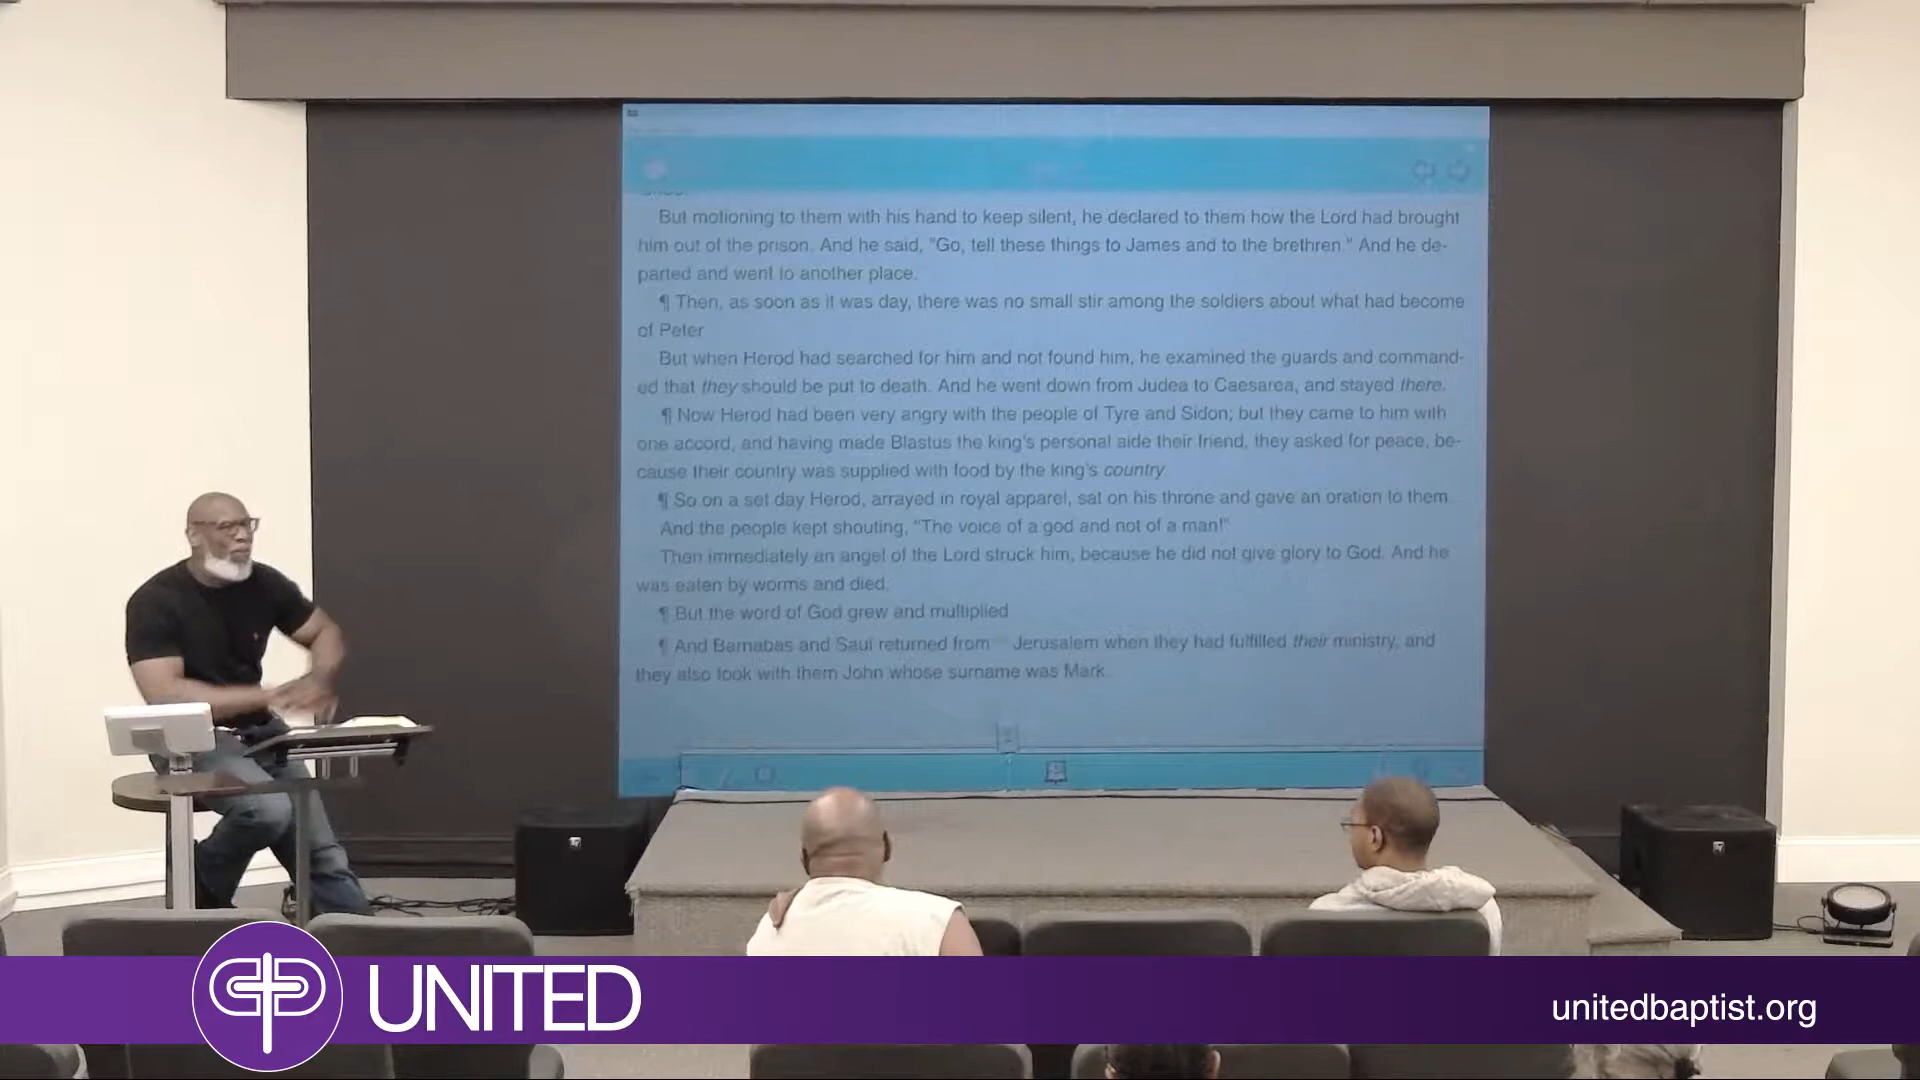 But motioning to them with his hand to keep silent, he declared to them how the Lord had brought
him out of the prison. And he said, "Go, tell these things to James and to the brethren." And he de-
parted and went to another place.
¶ Then, as soon as it was day, there was no small stir among the soldiers about what had become
of Peter
But when Herod had searched for him and not found him, he examined the guards and command-
ed that they should be put to death. And he went down from Judea to Caesarea, and stayed there.
¶ Now Herod had been very angry with the people of Tyre and Sidon; but they came to him with
one accord, and having made Blastus the king's personal aide their friend, they asked for peace, be-
cause their country was supplied with food by the king's country
¶ So on a set day Herod, arrayed in royal apparel, sat on his throne and gave an oration to them
And the people kept shouting, "The voice of a god and not of a man!"
Then immediately an angel of the Lord struck him, because he did not give glory to God. And he
was eaten by worms and died.
¶ But the word of God grew and multiplied
¶ And Barnabas and Saul returned from Jerusalem when they had fulfilled their ministry, and
they also took with them John whose surname was Mark.
UNITED
unitedbaptist.org